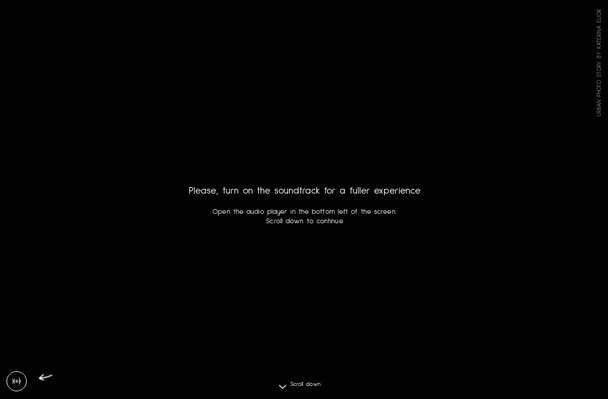 URBAN PHOTO STORY BY KATERINA ELIOR
Please, turn on the soundtrack for a fuller experience
Open the audio player in the bottom left of the screen.
Scroll down to continue
Scroll down